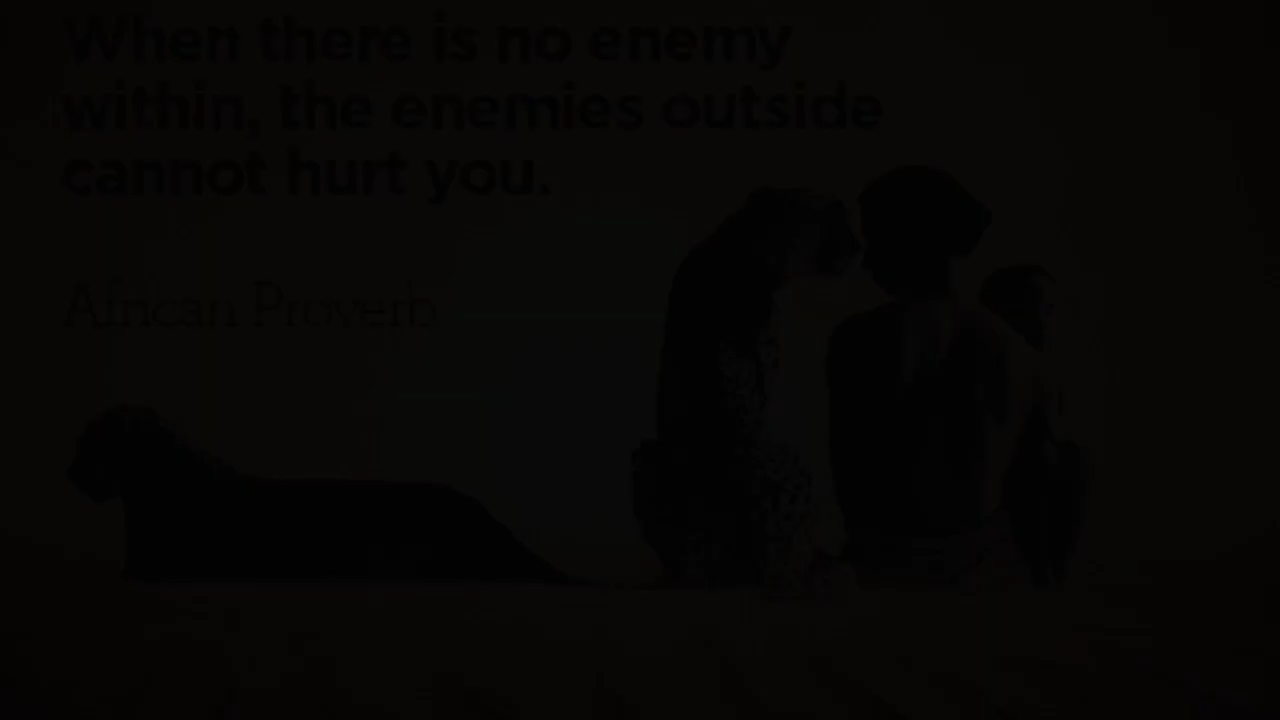 When there is no enemy
within, the enemies outside
cannot hurt you.
African Proverb